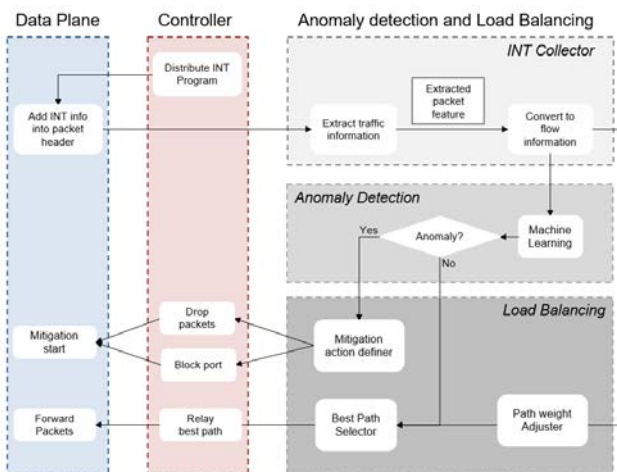 Data Plane
Controller
Anomaly detection and Load Balancing
INT Collector
Distribute INT
Program
Add INT info
into packet
header
Extract traffic
information
Extracted
packet
feature
Convert to
flow
information
Anomaly Detection
Anomaly?
Machine
Learning
Yes
No
Load Balancing
Drop
packets
Mitigation
start
Block port
Mitigation
action definer
Forward
Packets
Relay
best path
Best Path
Selector
Path weight
Adjuster